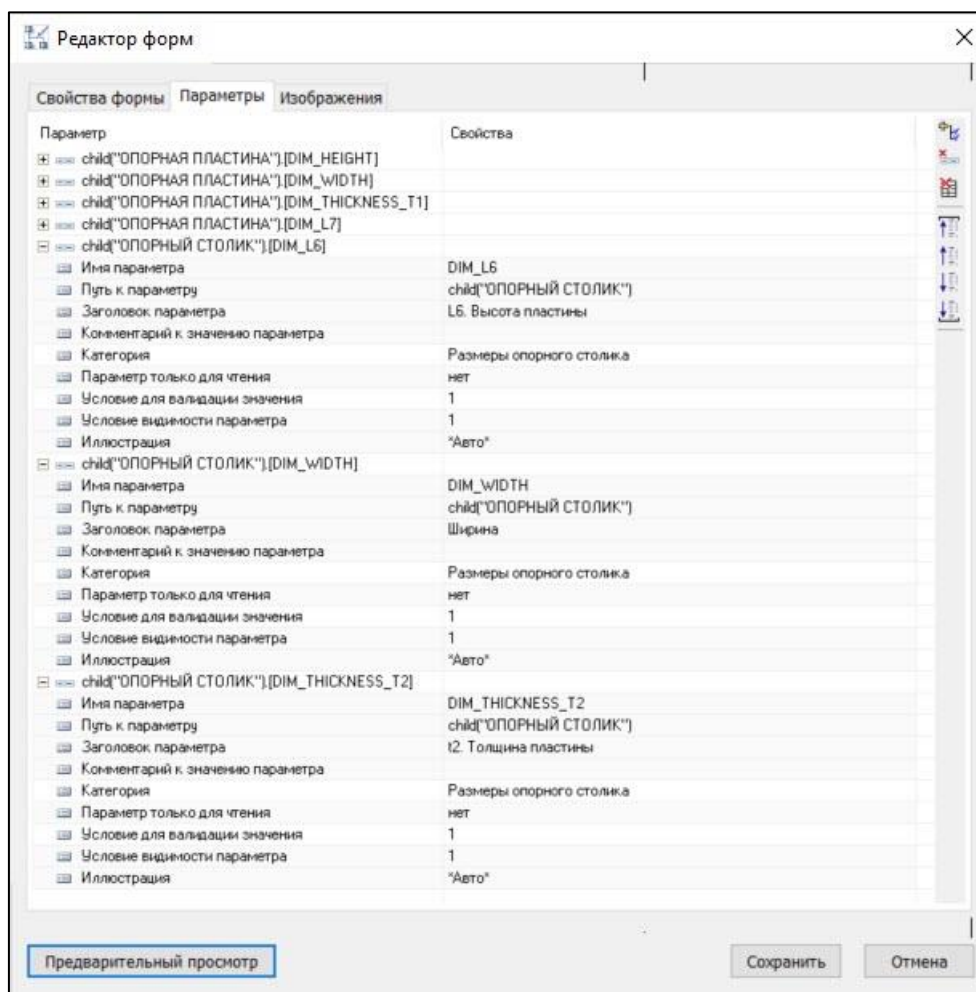 Редактор форм
Свойства формы Параметры Изображения
Параметр Свойства
child("ОПОРНАЯ ПЛАСТИНА").[DIM_HEIGHT]
child("ОПОРНАЯ ПЛАСТИНА").[DIM_WIDTH]
child("ОПОРНАЯ ПЛАСТИНА").[DIM_THICKNESS_T1]
child("ОПОРНАЯ ПЛАСТИНА").[DIM_L7]
child("ОПОРНЫЙ СТОЛИК").[DIM_L6]
Имя параметра DIM_L6
Путь к параметру child("ОПОРНЫЙ СТОЛИК")
Заголовок параметра L6. Высота пластины
Комментарий к значению параметра
Категория Размеры опорного столика
Параметр только для чтения нет
Условие для валидации значения 1
Условие видимости параметра 1
Иллюстрация *Авто*
child("ОПОРНЫЙ СТОЛИК").[DIM_WIDTH]
Имя параметра DIM_WIDTH
Путь к параметру child("ОПОРНЫЙ СТОЛИК")
Заголовок параметра Ширина
Комментарий к значению параметра
Категория Размеры опорного столика
Параметр только для чтения нет
Условие для валидации значения 1
Условие видимости параметра 1
Иллюстрация *Авто*
child("ОПОРНЫЙ СТОЛИК").[DIM_THICKNESS_T2]
Имя параметра DIM_THICKNESS_T2
Путь к параметру child("ОПОРНЫЙ СТОЛИК")
Заголовок параметра t2. Толщина пластины
Комментарий к значению параметра
Категория Размеры опорного столика
Параметр только для чтения нет
Условие для валидации значения 1
Условие видимости параметра 1
Иллюстрация *Авто*
Предварительный просмотр Сохранить Отмена